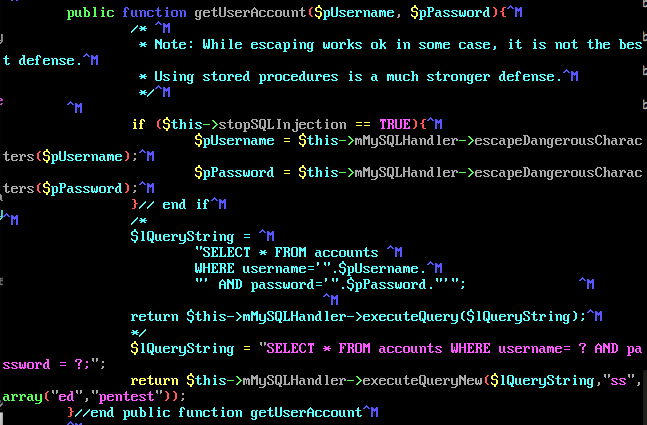 public function getUserAccount($pUsername, $pPassword){^M
/* ^M
* Note: While escaping works ok in some case, it is not the bes
t defense.^M
* Using stored procedures is a much stronger defense.^M
*/^M
^M
if ($this->stopSQLInjection == TRUE){^M
$pUsername = $this->mMySQLHandler->escapeDangerousCharac
ters($pUsername);^M
$pPassword = $this->mMySQLHandler->escapeDangerousCharac
ters($pPassword);^M
}// end if^M
^M
/*
$lQueryString = ^M
"SELECT * FROM accounts ^M
WHERE username='".$pUsername.^M
"' AND password='".$pPassword."'"; ^M
^M
return $this->mMySQLHandler->executeQuery($lQueryString);^M
*/
$lQueryString = "SELECT * FROM accounts WHERE username= ? AND pa
ssword = ?;";
return $this->mMySQLHandler->executeQueryNew($lQueryString,"ss",
array("ed","pentest"));
}//end public function getUserAccount^M
^M